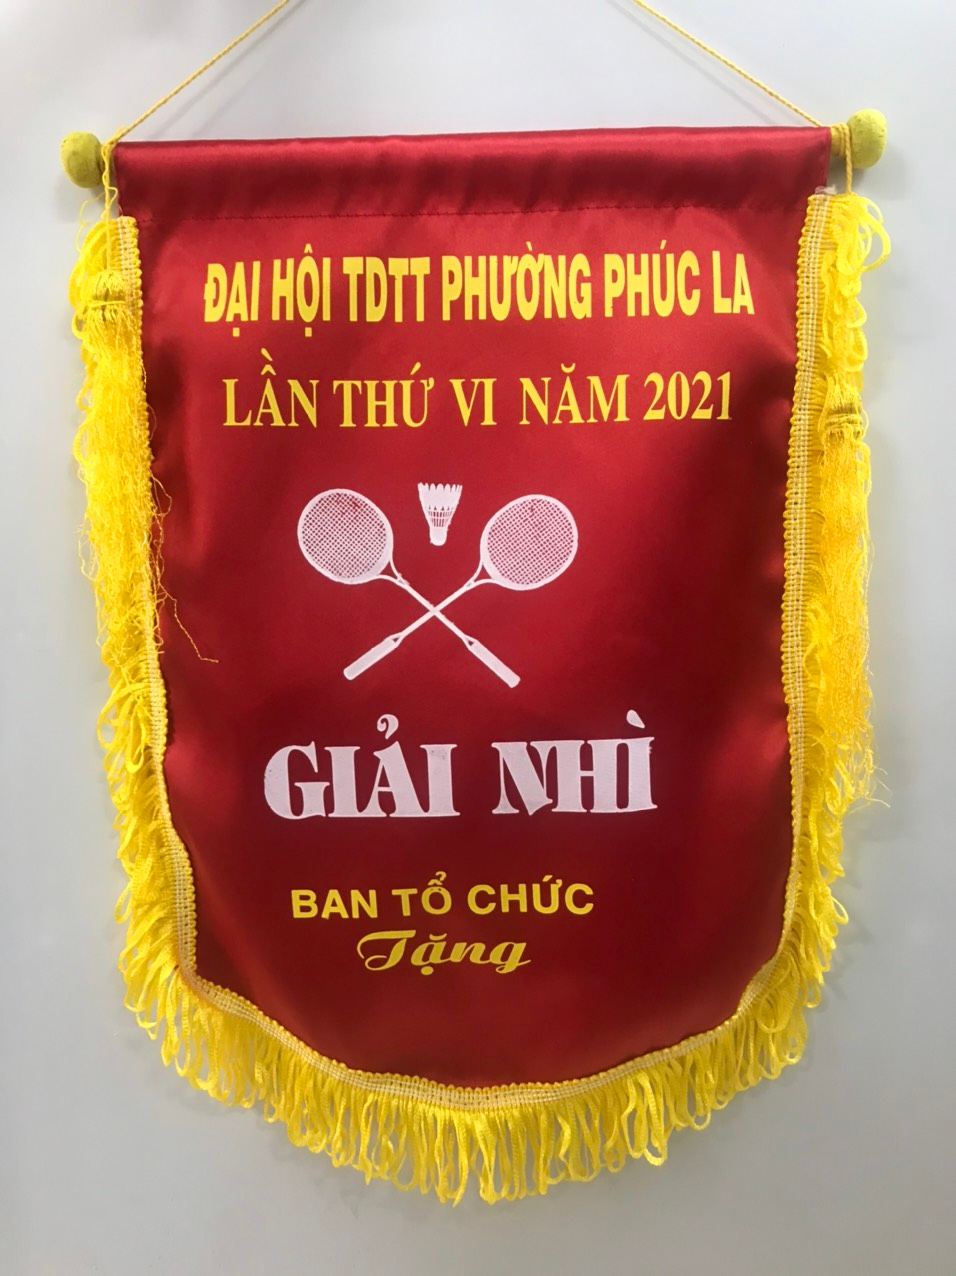 ĐẠI HỘI TDTT PHƯỜNG PHÚC LA
LẦN THỨ VI NĂM 2021
GIẢI NHÌ
BAN TỔ CHỨC
Tặng